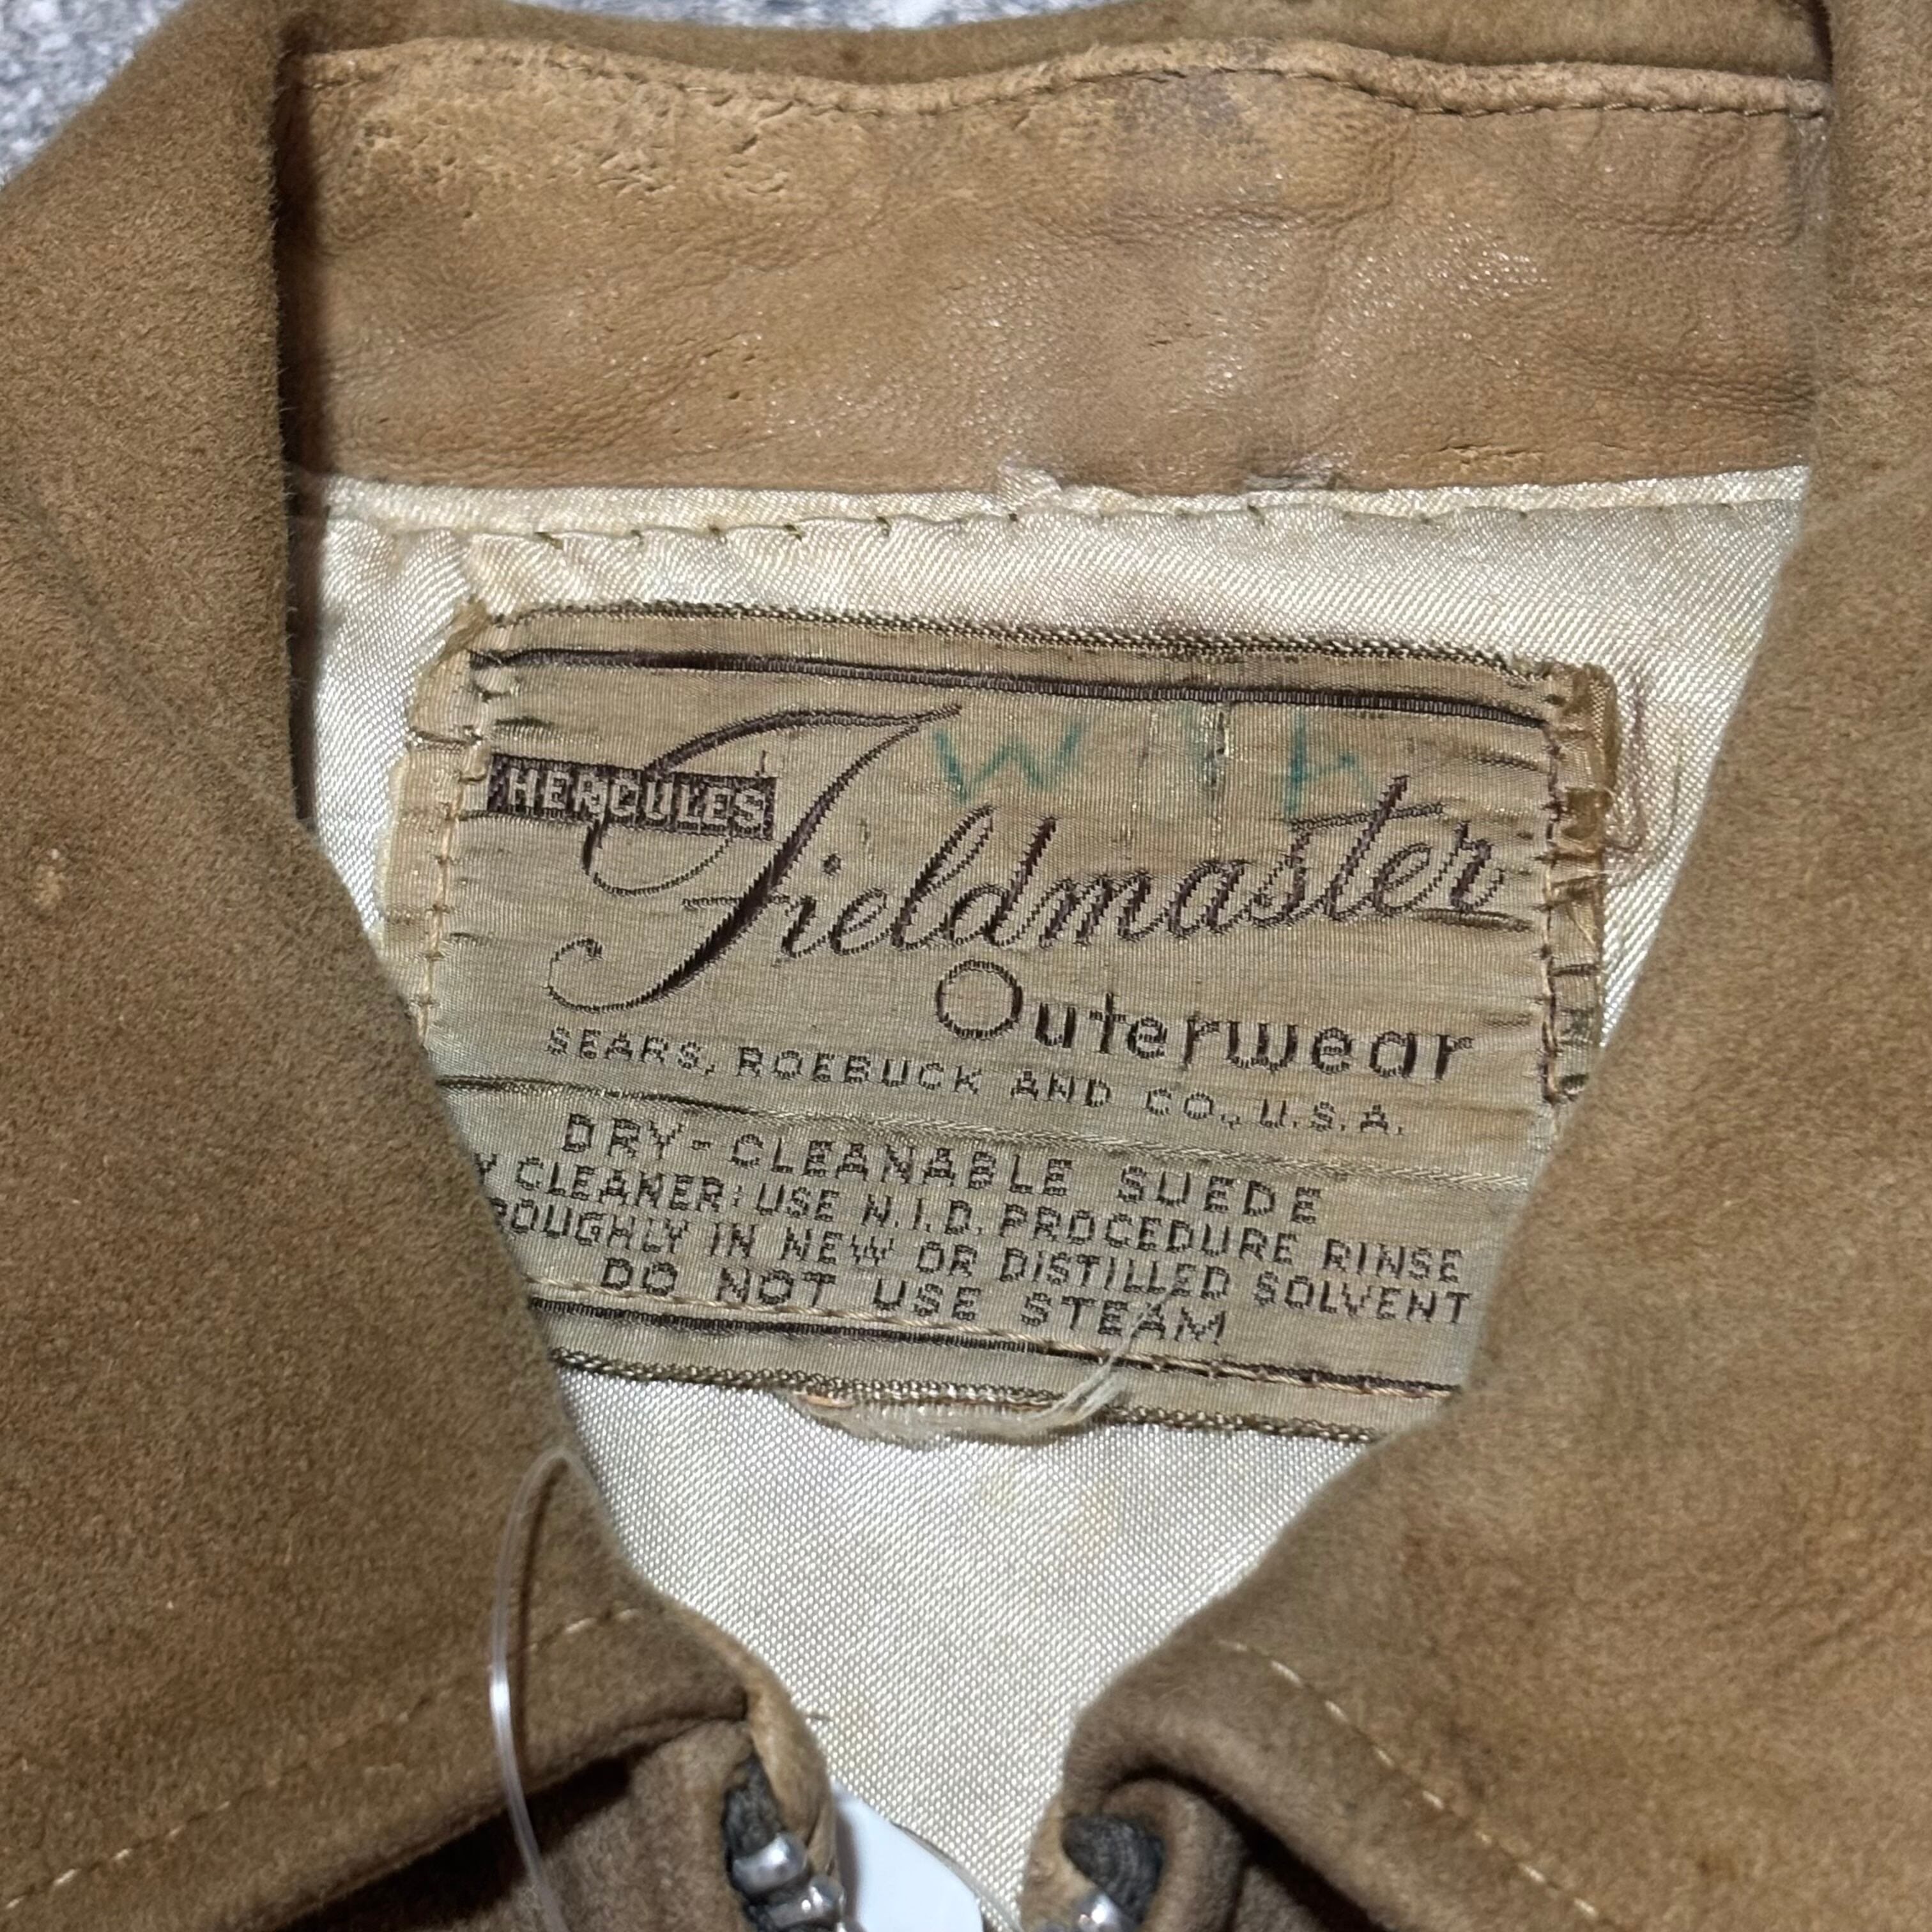 HERCULES
Fieldmaster
Outerwear
SEARS, ROEBUCK AND CO., U.S.A.
DRY-CLEANABLE SUEDE
CLEANER: USE N.I.D. PROCEDURE RINSE
IN NEW OR DISTILLED SOLVENT
DO NOT USE STEAM